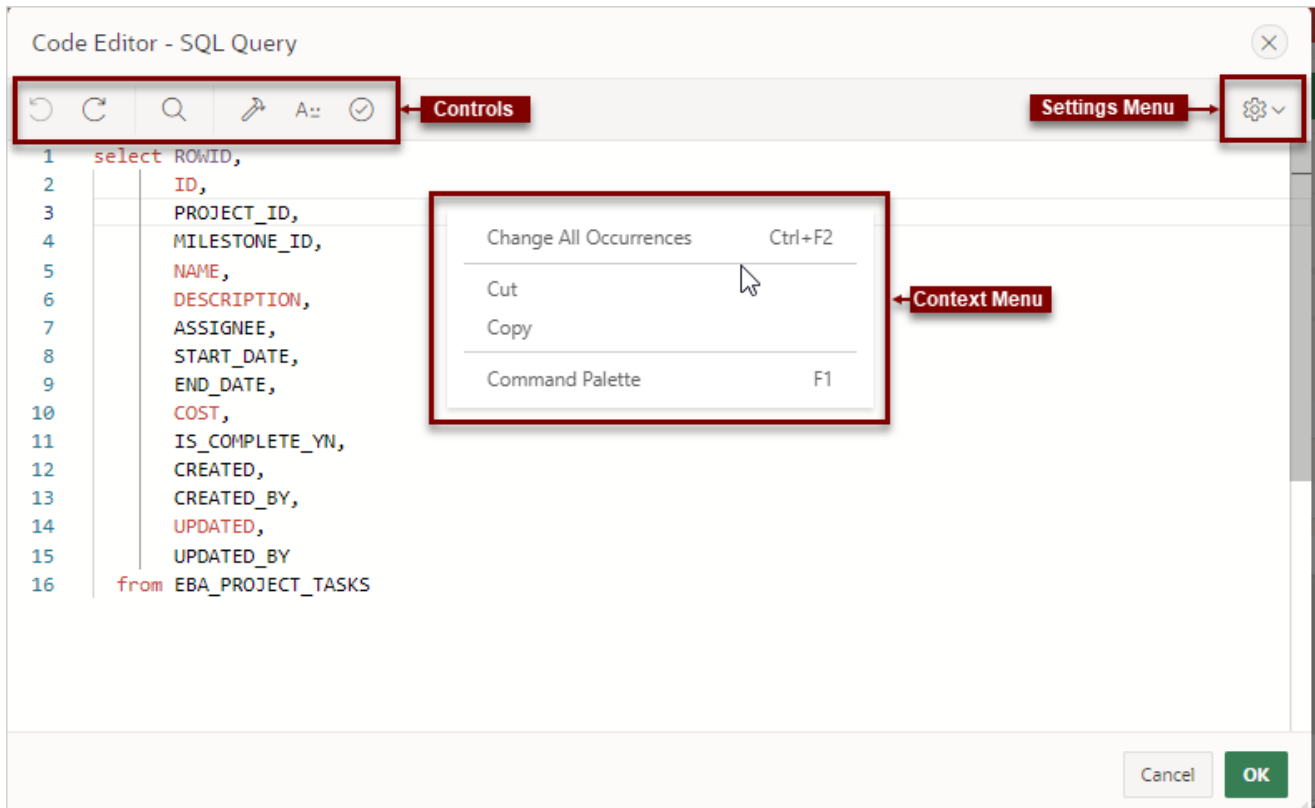 Code Editor - SQL Query
A
Controls
Settings Menu
1 select ROWID,
2 ID,
3 PROJECT_ID,
4 MILESTONE_ID,
5 NAME,
6 DESCRIPTION,
7 ASSIGNEE,
8 START_DATE,
9 END_DATE,
10 COST,
11 IS_COMPLETE_YN,
12 CREATED,
13 CREATED_BY,
14 UPDATED,
15 UPDATED_BY
16 from EBA_PROJECT_TASKS
Change All Occurrences Ctrl+F2
Cut
Copy
Command Palette F1
Context Menu
Cancel OK